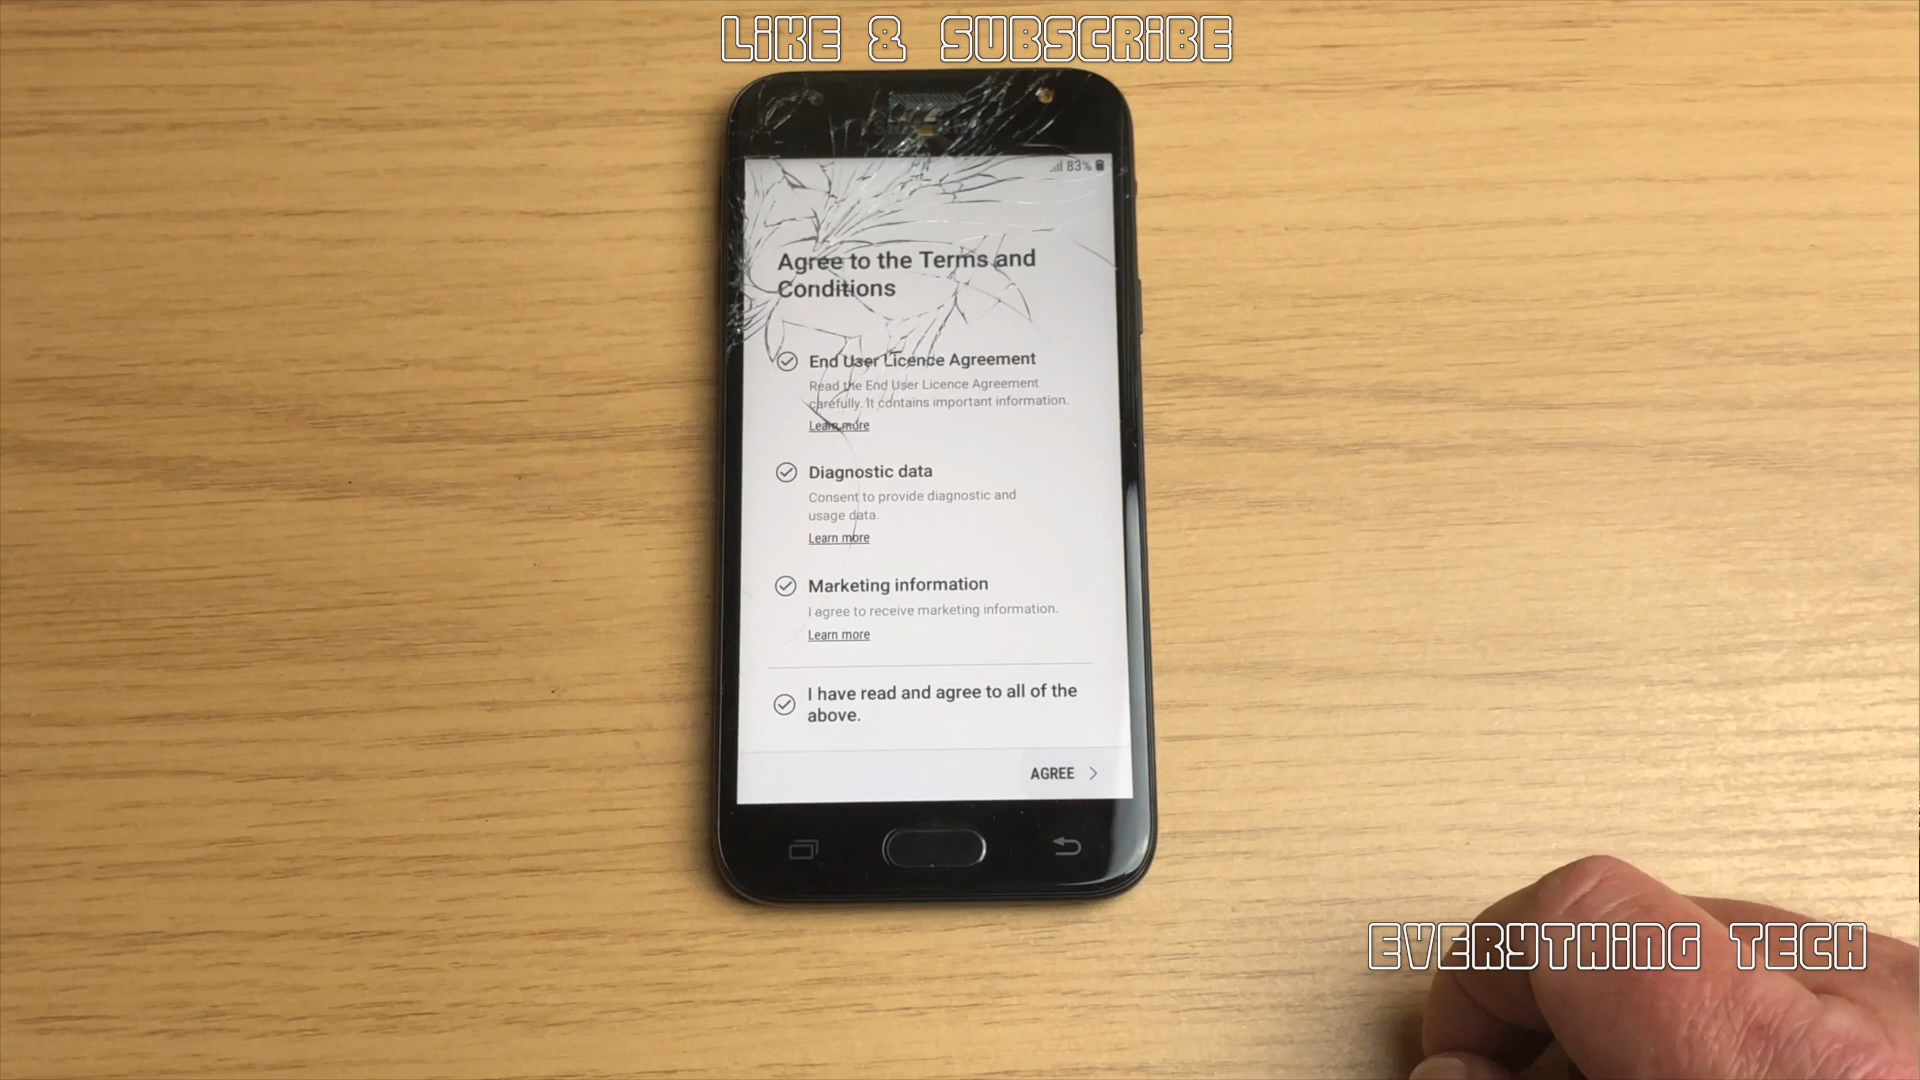 LIKE & SUBSCRIBE
83%
Agree to the Terms and
Conditions
End User Licence Agreement
Read the End User Licence Agreement
carefully. It contains important information.
Learn more
Diagnostic data
Consent to provide diagnostic and
usage data.
Learn more
Marketing information
I agree to receive marketing information.
Learn more
I have read and agree to all of the
above.
AGREE
EVERYTHING TECH